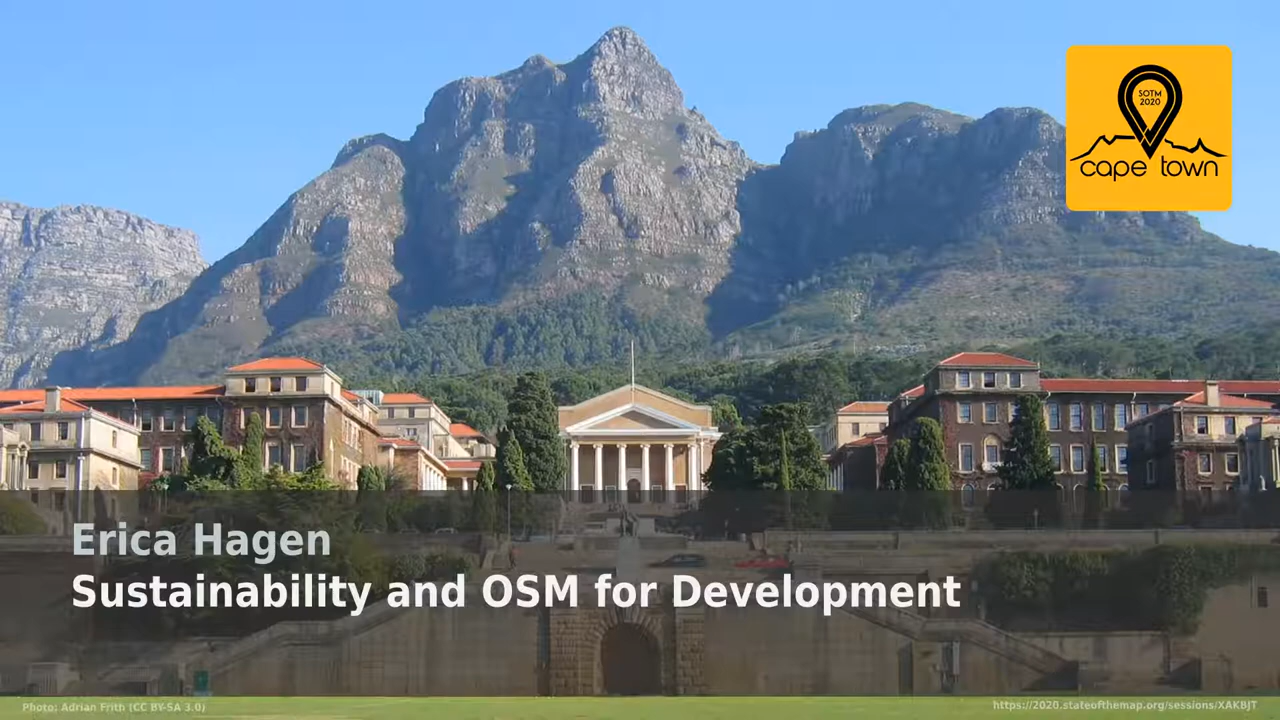 SOTM
2020
cape town
Erica Hagen
Sustainability and OSM for Development
Photo: Adrian Frith (CC BY-SA 3.0)
https://2020.stateofthemap.org/sessions/XAKBJT